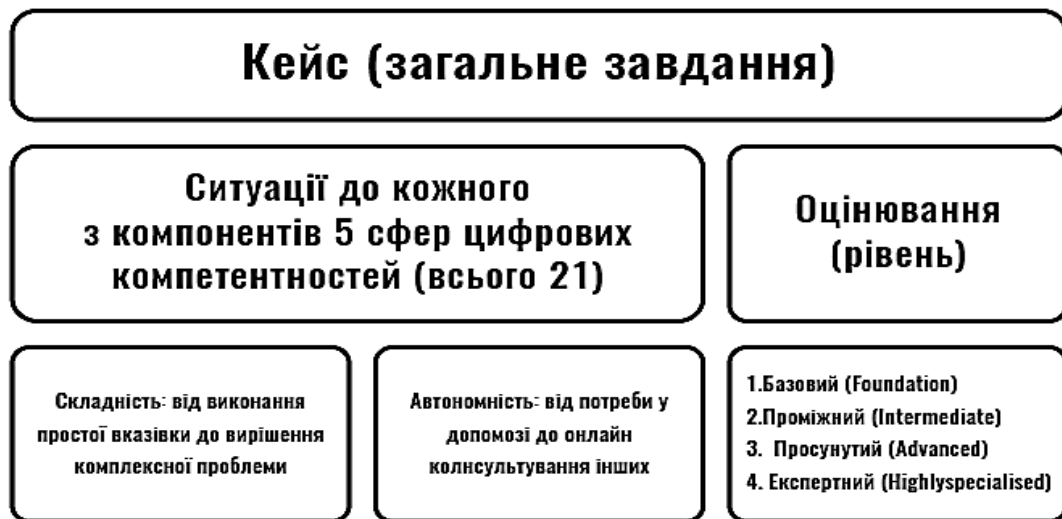 Кейс (загальне завдання)
Ситуації до кожного
з компонентів 5 сфер цифрових
компетентностей (всього 21)
Оцінювання
(рівень)
Складність: від виконання
простої вказівки до вирішення
комплексної проблеми
Автономність: від потреби у
допомозі до онлайн
колнсультування інших
1.Базовий (Foundation)
2.Проміжний (Intermediate)
3. Просунутий (Advanced)
4. Експертний (Highlyspecialised)